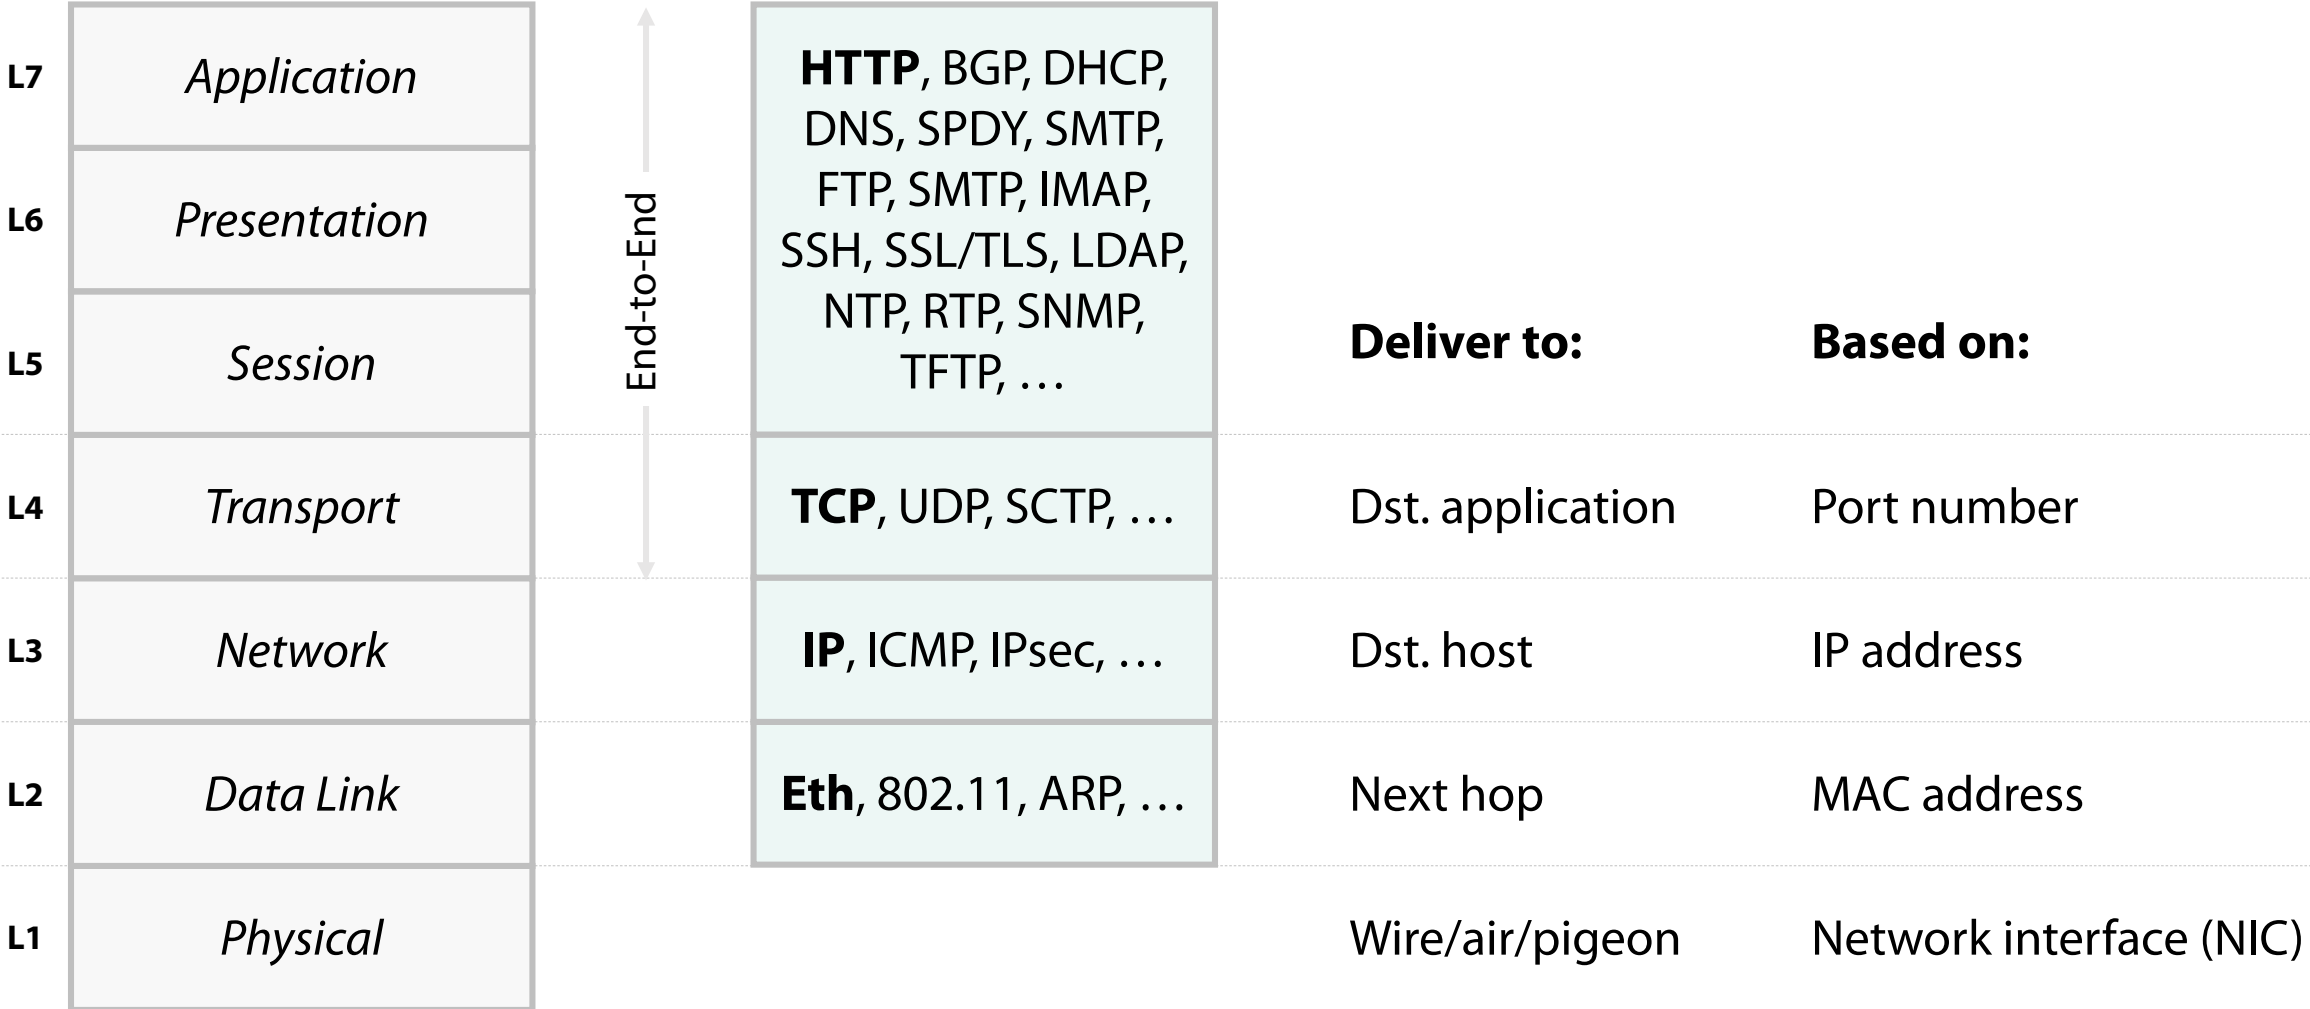 L7
Application
L6
Presentation
L5
Session
L4
Transport
L3
Network
L2
Data Link
L1
Physical
End-to-End
HTTP, BGP, DHCP,
DNS, SPDY, SMTP,
FTP, SMTP, IMAP,
SSH, SSL/TLS, LDAP,
NTP, RTP, SNMP,
TFTP, …
TCP, UDP, SCTP, …
IP, ICMP, IPsec, …
Eth, 802.11, ARP, …
Deliver to:
Based on:
Dst. application
Port number
Dst. host
IP address
Next hop
MAC address
Wire/air/pigeon
Network interface (NIC)